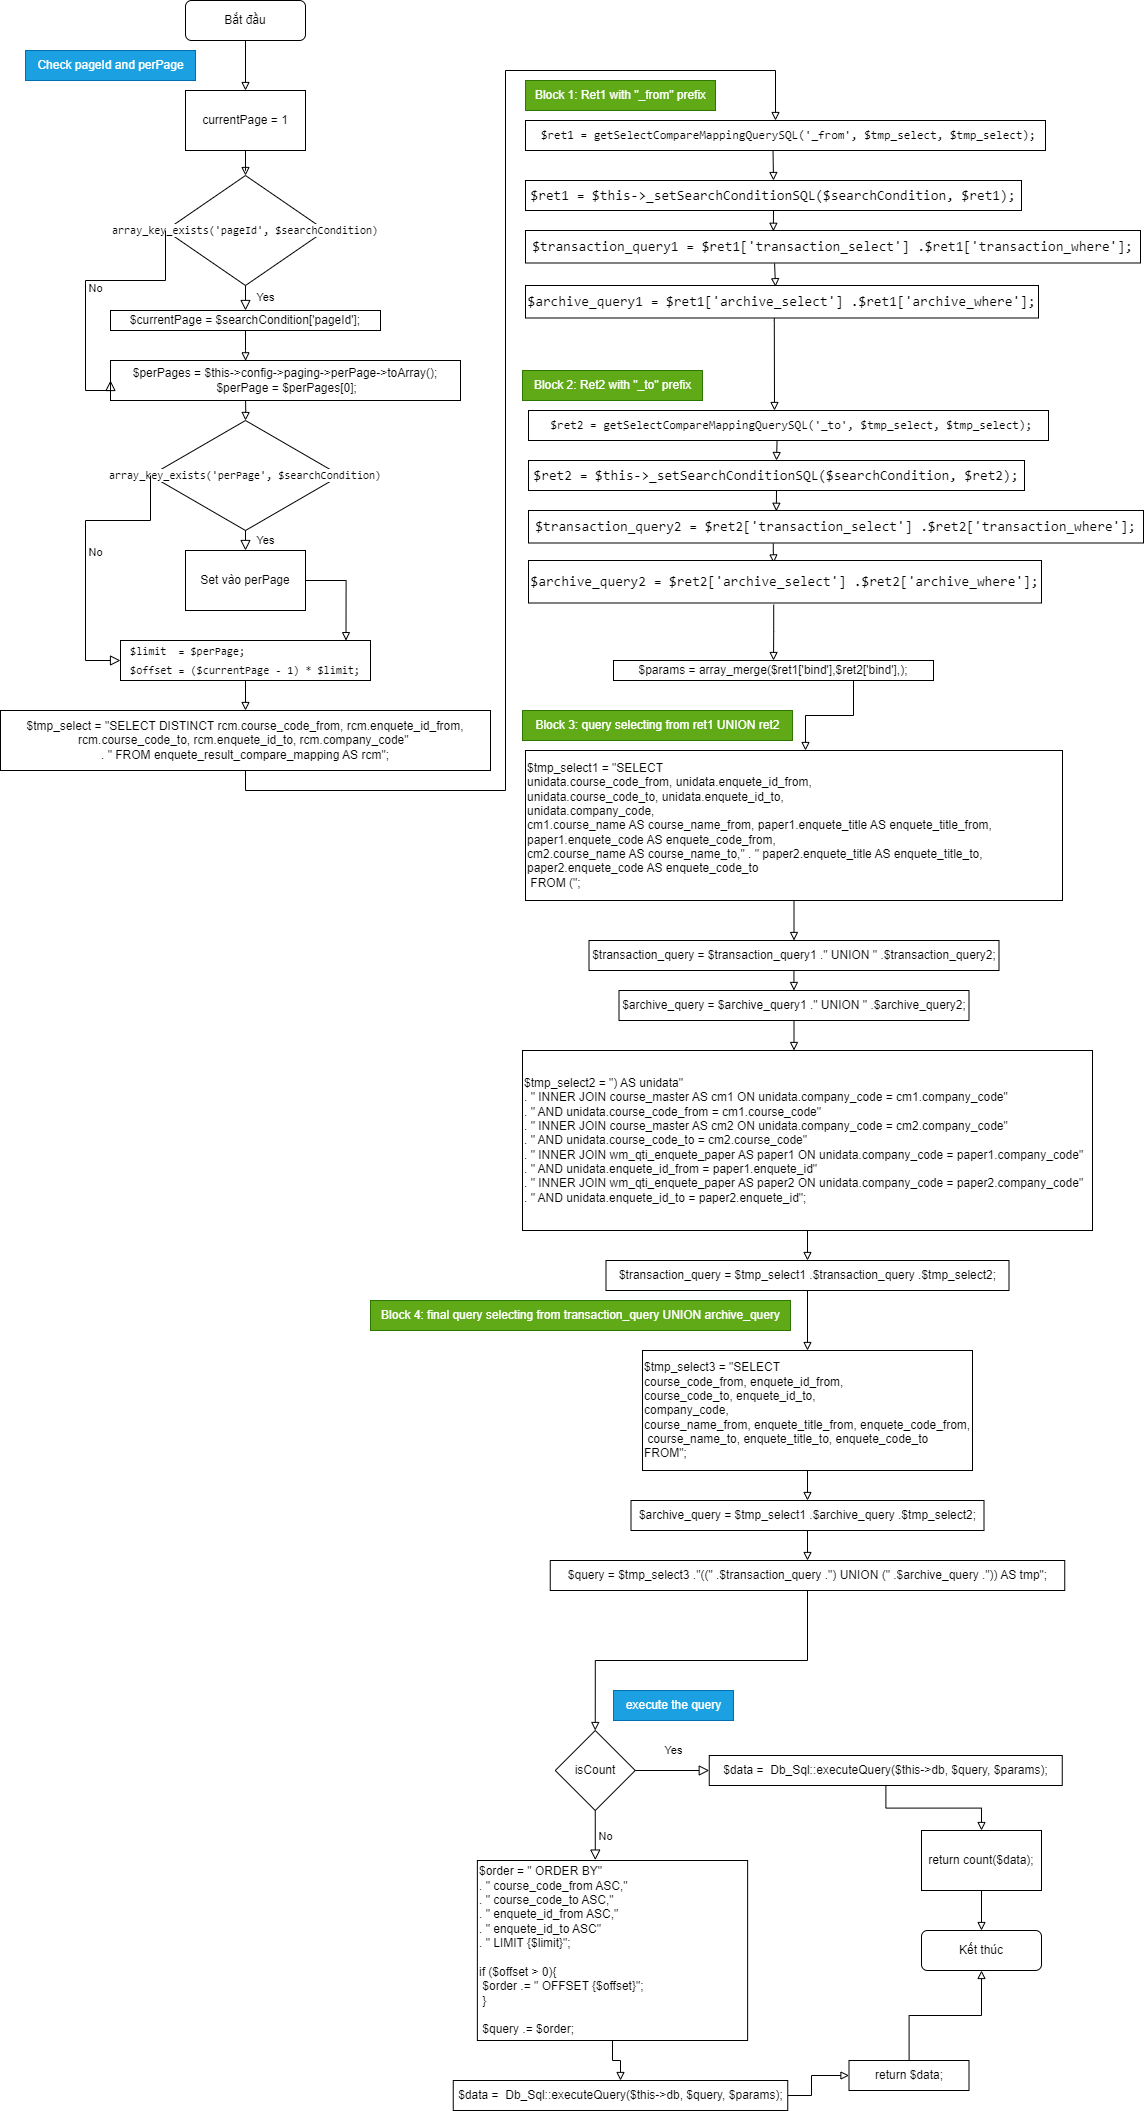 Bắt đầu
Check pageId and perPage
currentPage = 1
array_key_exists('pageId', $searchCondition)
No
Yes
$currentPage = $searchCondition['pageId'];
$perPages = $this->config->paging->perPage->toArray();
$perPage = $perPages[0];
array_key_exists('perPage', $searchCondition)
Yes
No
Set vào perPage
$limit = $perPage;
$offset = ($currentPage - 1) * $limit;
$tmp_select = "SELECT DISTINCT rcm.course_code_from, rcm.enquete_id_from,
rcm.course_code_to, rcm.enquete_id_to, rcm.company_code"
. " FROM enquete_result_compare_mapping AS rcm";
Block 1: Ret1 with "_from" prefix
$ret1 = getSelectCompareMappingQuerySQL('_from', $tmp_select, $tmp_select);
$ret1 = $this->_setSearchConditionSQL($searchCondition, $ret1);
$transaction_query1 = $ret1['transaction_select'] .$ret1['transaction_where'];
$archive_query1 = $ret1['archive_select'] .$ret1['archive_where'];
Block 2: Ret2 with "_to" prefix
$ret2 = getSelectCompareMappingQuerySQL('_to', $tmp_select, $tmp_select);
$ret2 = $this->_setSearchConditionSQL($searchCondition, $ret2);
$transaction_query2 = $ret2['transaction_select'] .$ret2['transaction_where'];
$archive_query2 = $ret2['archive_select'] .$ret2['archive_where'];
$params = array_merge($ret1['bind'],$ret2['bind'],);
Block 3: query selecting from ret1 UNION ret2
$tmp_select1 = "SELECT
unidata.course_code_from, unidata.enquete_id_from,
unidata.course_code_to, unidata.enquete_id_to,
unidata.company_code,
cm1.course_name AS course_name_from, paper1.enquete_title AS enquete_title_from,
paper1.enquete_code AS enquete_code_from,
cm2.course_name AS course_name_to," . " paper2.enquete_title AS enquete_title_to,
paper2.enquete_code AS enquete_code_to
FROM (";
$transaction_query = $transaction_query1 ." UNION " .$transaction_query2;
$archive_query = $archive_query1 ." UNION " .$archive_query2;
$tmp_select2 = ") AS unidata"
. " INNER JOIN course_master AS cm1 ON unidata.company_code = cm1.company_code"
. " AND unidata.course_code_from = cm1.course_code"
. " INNER JOIN course_master AS cm2 ON unidata.company_code = cm2.company_code"
. " AND unidata.course_code_to = cm2.course_code"
. " INNER JOIN wm_qti_enquete_paper AS paper1 ON unidata.company_code = paper1.company_code"
. " AND unidata.enquete_id_from = paper1.enquete_id"
. " INNER JOIN wm_qti_enquete_paper AS paper2 ON unidata.company_code = paper2.company_code"
. " AND unidata.enquete_id_to = paper2.enquete_id";
$transaction_query = $tmp_select1 .$transaction_query .$tmp_select2;
Block 4: final query selecting from transaction_query UNION archive_query
$tmp_select3 = "SELECT
course_code_from, enquete_id_from,
course_code_to, enquete_id_to,
company_code,
course_name_from, enquete_title_from, enquete_code_from,
course_name_to, enquete_title_to, enquete_code_to
FROM";
$archive_query = $tmp_select1 .$archive_query .$tmp_select2;
$query = $tmp_select3 ."((" .$transaction_query .") UNION (" .$archive_query .")) AS tmp";
execute the query
isCount
Yes
$data = Db_Sql::executeQuery($this->db, $query, $params);
return count($data);
Kết thúc
No
$order = " ORDER BY"
. " course_code_from ASC,"
. " course_code_to ASC,"
. " enquete_id_from ASC,"
. " enquete_id_to ASC"
. " LIMIT {$limit}";
if ($offset > 0){
$order .= " OFFSET {$offset}";
}
$query .= $order;
$data = Db_Sql::executeQuery($this->db, $query, $params);
return $data;